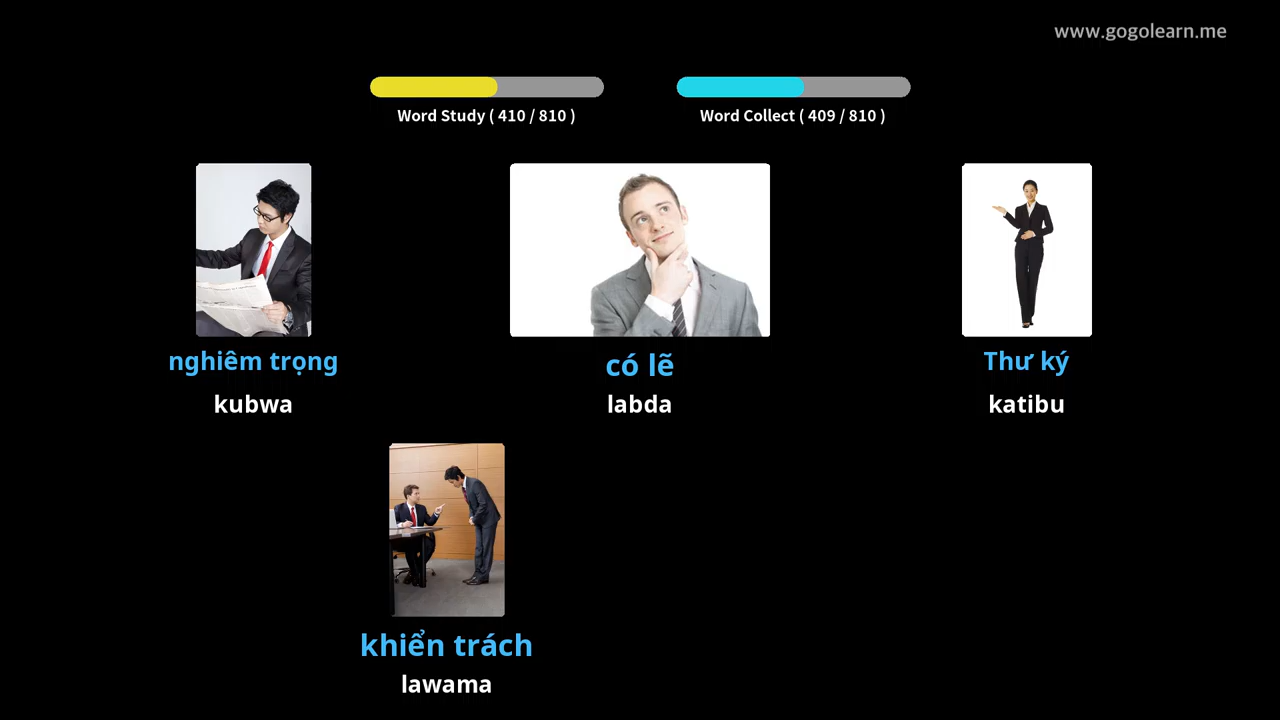 www.gogolearn.me
Word Study ( 410 / 810 )
Word Collect ( 409 / 810 )
nghiêm trọng
kubwa
có lẽ
labda
Thư ký
katibu
khiển trách
lawama